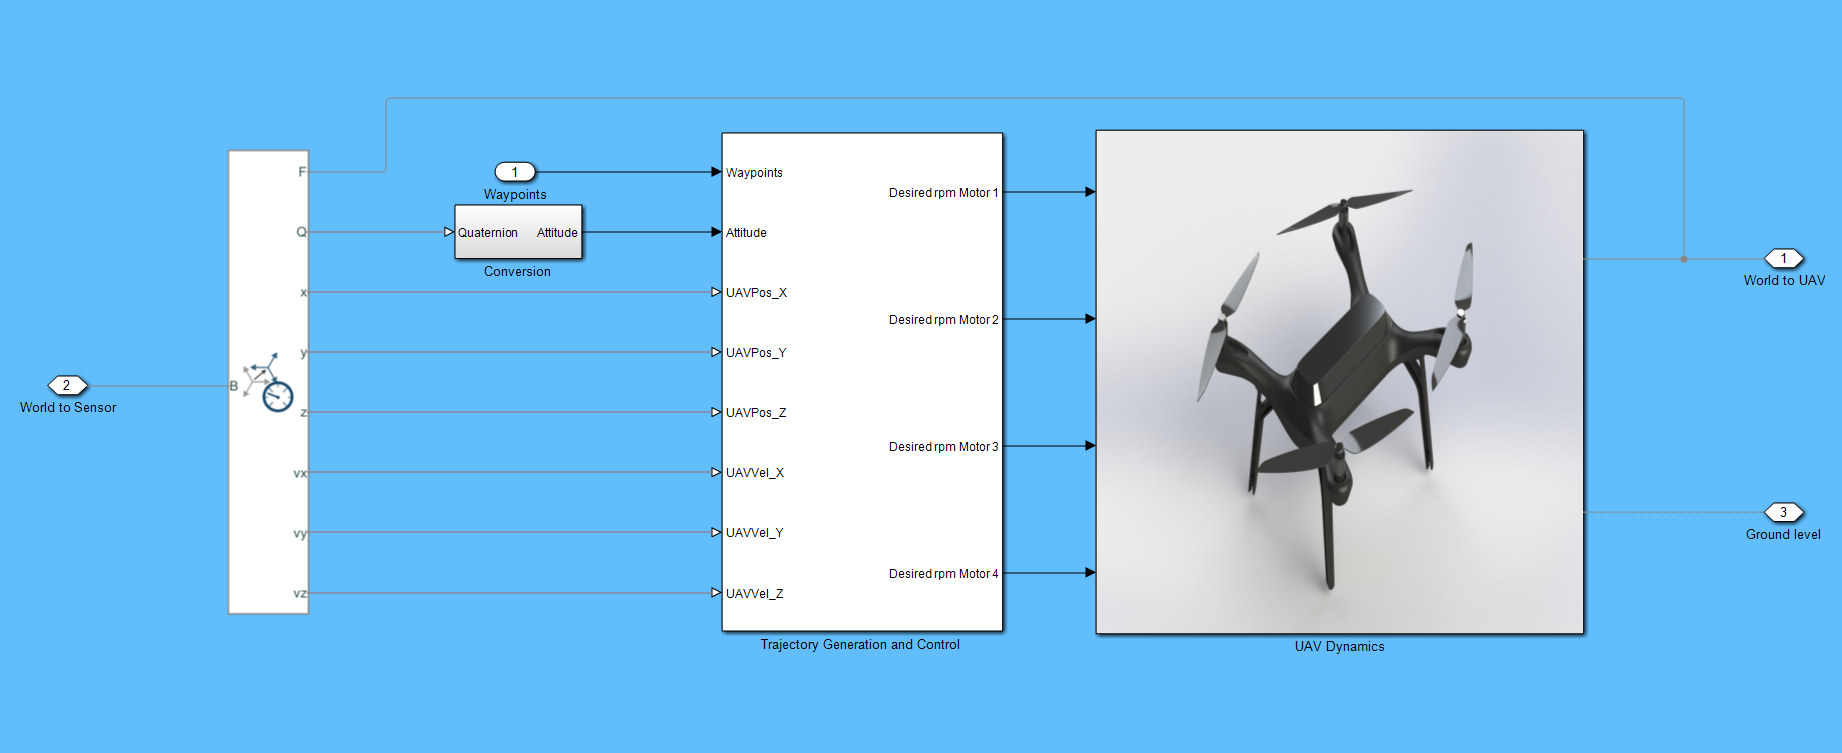 F
1
Waypoints
Waypoints
Desired rpm Motor 1
Q
Quaternion
Attitude
Attitude
Conversion
1
World to UAV
x
UAVPos_X
Desired rpm Motor 2
y
UAVPos_Y
2
World to Sensor
B
z
UAVPos_Z
Desired rpm Motor 3
vx
UAVVel_X
3
Ground level
vy
UAVVel_Y
Desired rpm Motor 4
vz
UAVVel_Z
Trajectory Generation and Control
UAV Dynamics